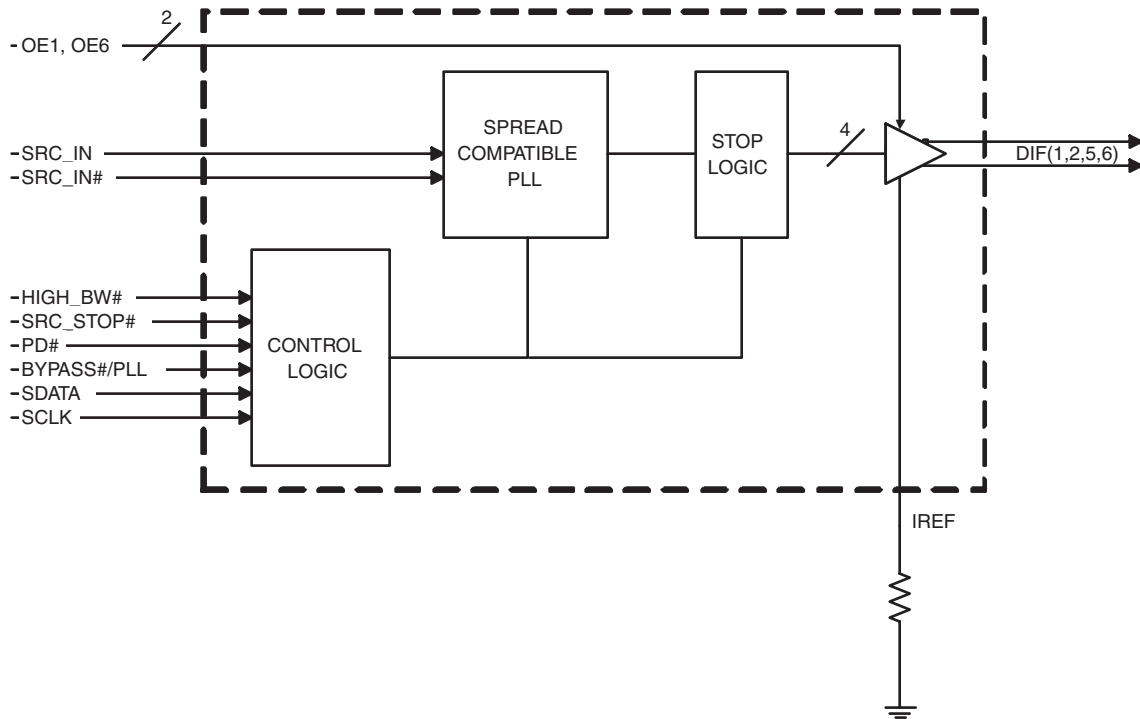 2
-OE1, OE6
SPREAD
COMPATIBLE
PLL
STOP
LOGIC
4
DIF(1,2,5,6)
-SRC_IN
-SRC_IN#
-HIGH_BW#
-SRC_STOP#
-PD#
-BYPASS#/PLL
-SDATA
-SCLK
CONTROL
LOGIC
IREF